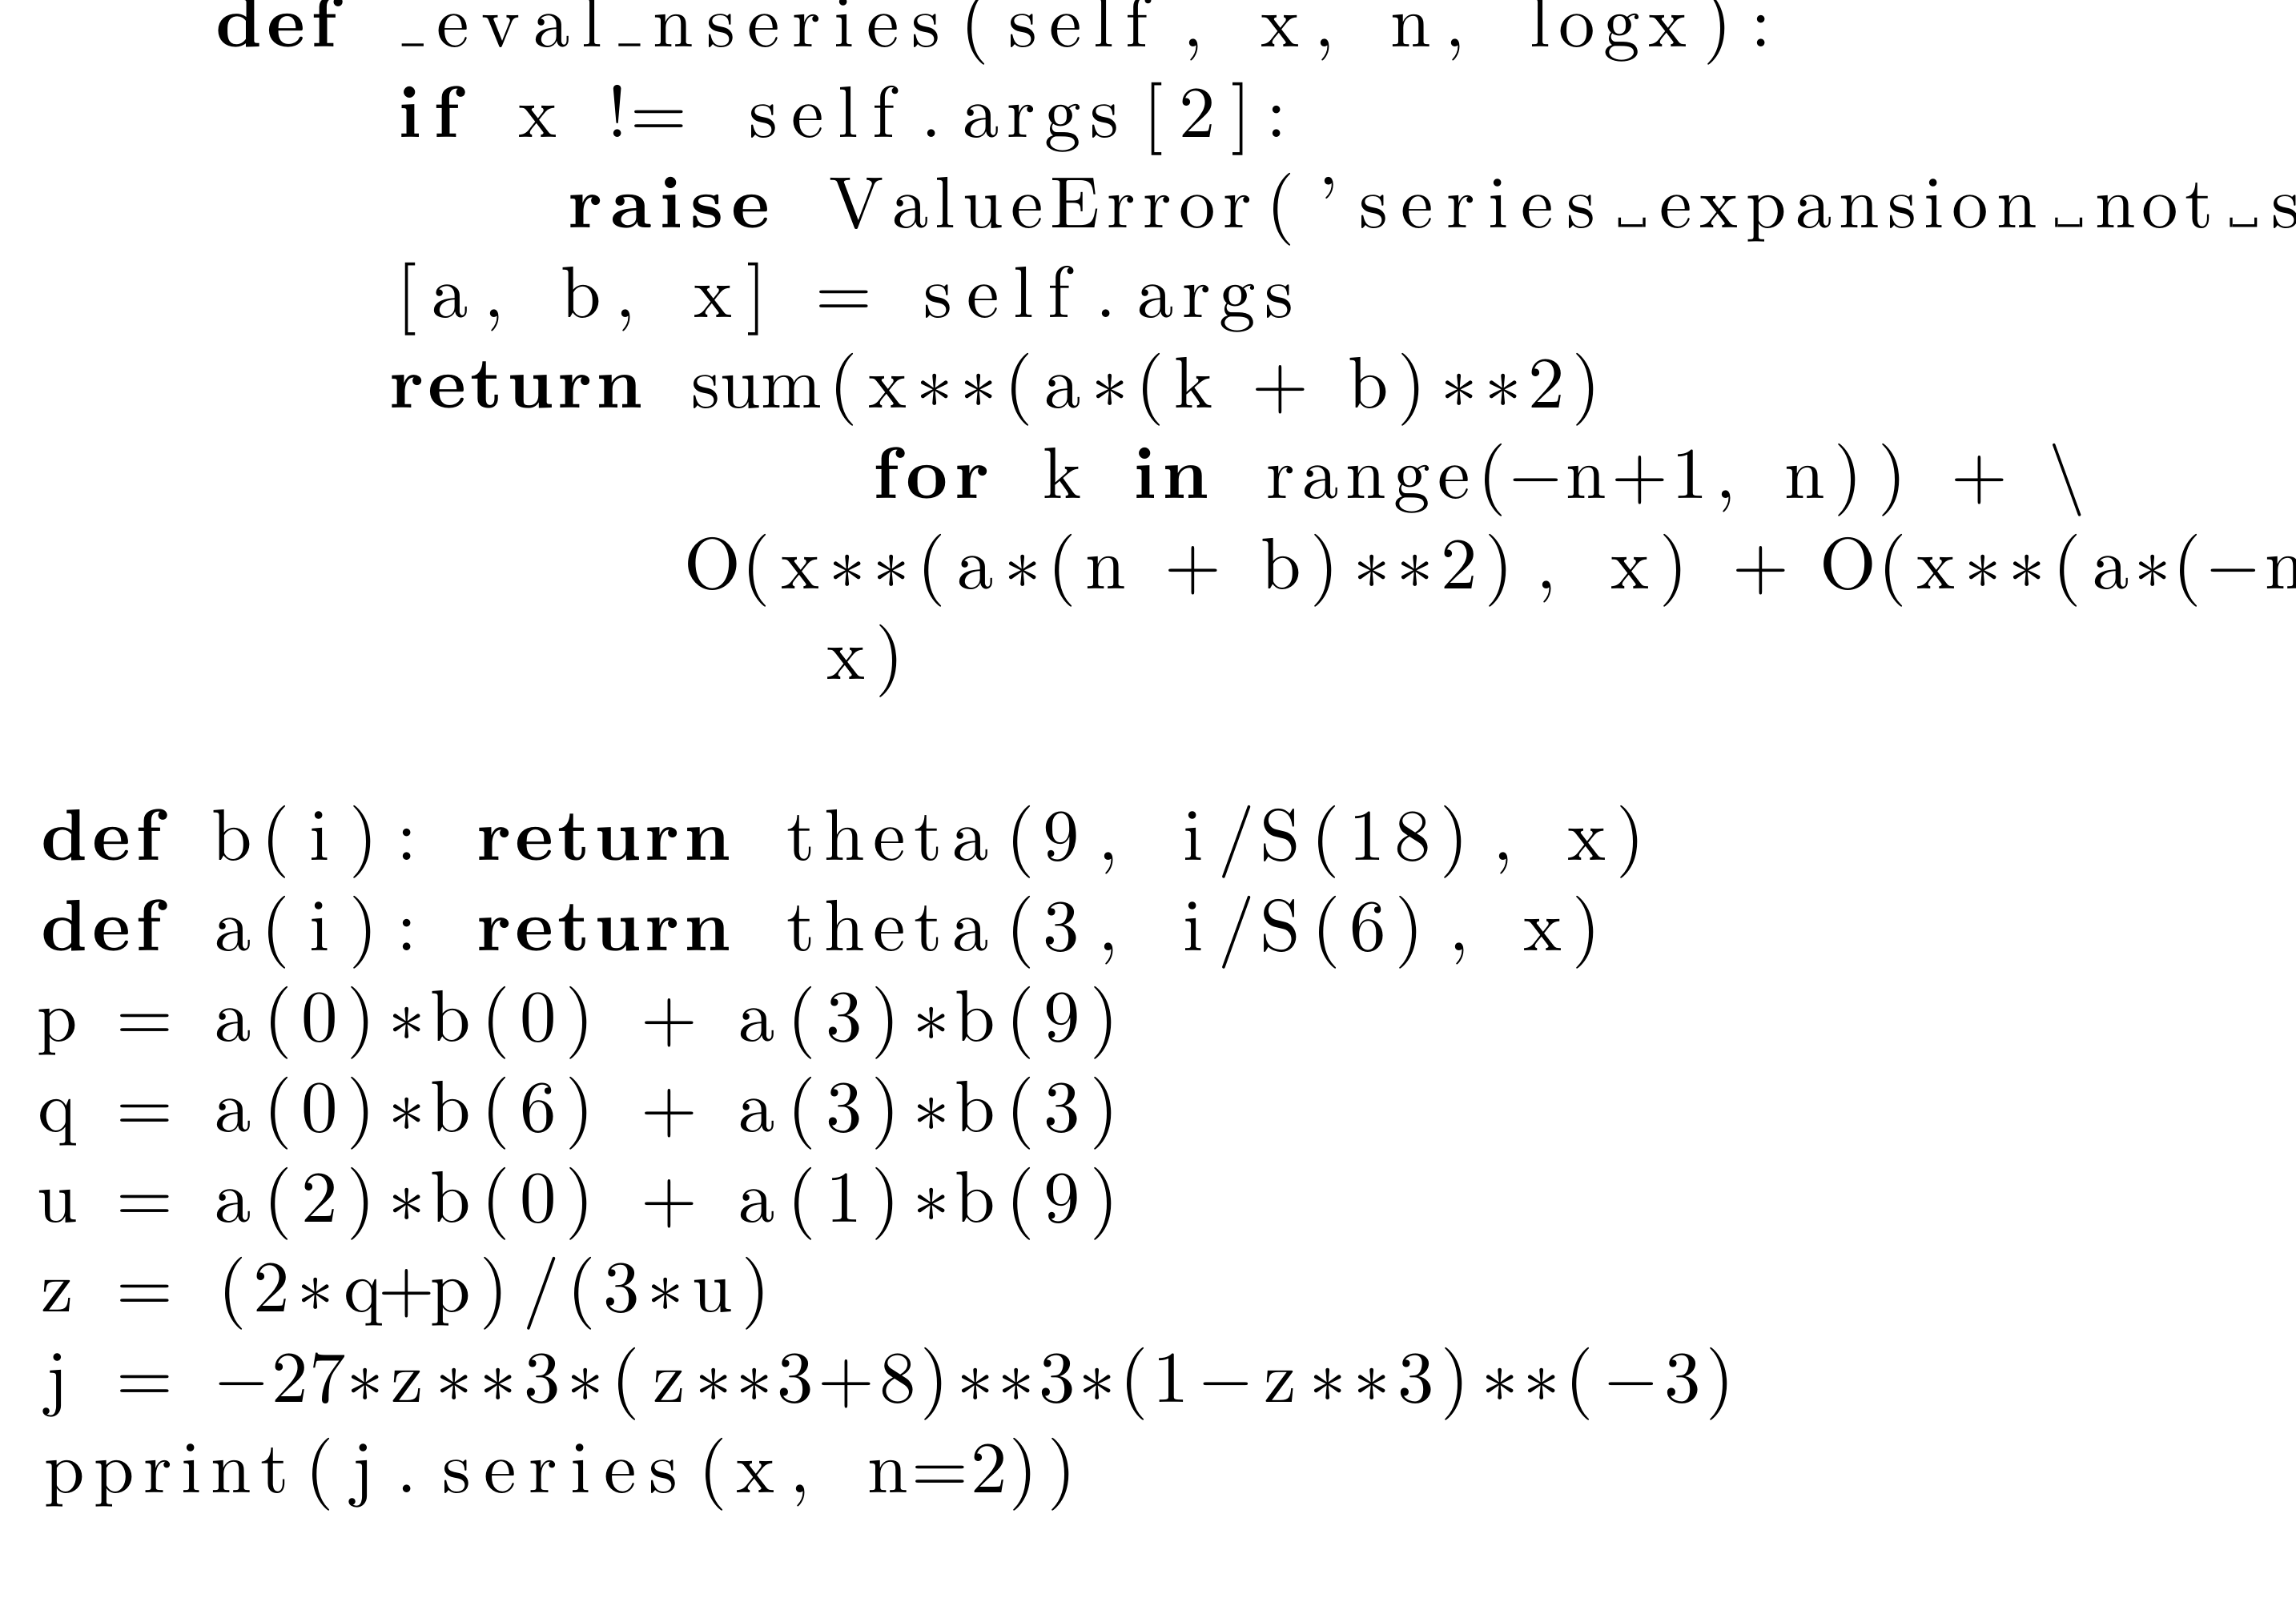 def _eval_nseries(self, x, n, logx):
if x != self.args[2]:
raise ValueError('series␣expansion␣not␣s
[a, b, x] = self.args
return sum(x**(a*(k + b)**2)
for k in range(-n+1, n)) + \
O(x**(a*(n + b)**2), x) + O(x**(a*(-n
x)
def b(i): return theta(9, i/S(18), x)
def a(i): return theta(3, i/S(6), x)
p = a(0)*b(0) + a(3)*b(9)
q = a(0)*b(6) + a(3)*b(3)
u = a(2)*b(0) + a(1)*b(9)
z = (2*q+p)/(3*u)
j = -27*z**3*(z**3+8)**3*(1-z**3)**(-3)
pprint(j.series(x, n=2))